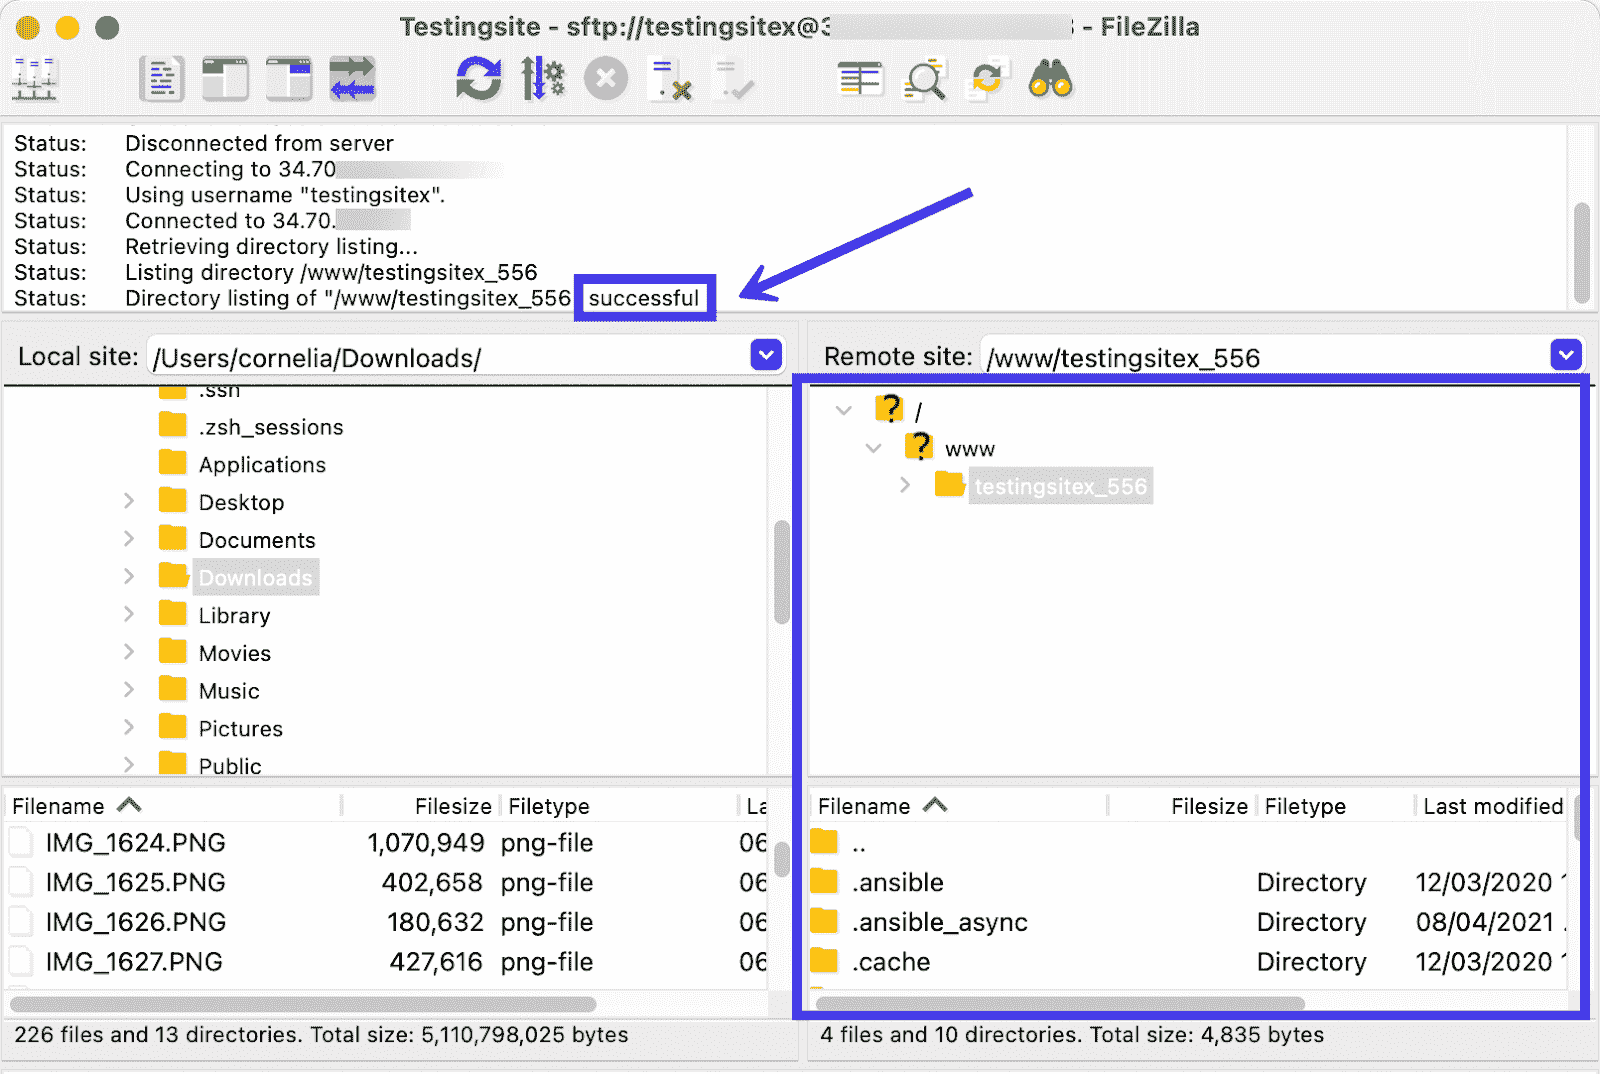 Testingsite - sftp://testingsitex@3 - FileZilla
Status: Disconnected from server
Status: Connecting to 34.70
Status: Using username "testingsitex".
Status: Connected to 34.70.
Status: Retrieving directory listing...
Status: Listing directory /www/testingsitex_556
Status: Directory listing of "/www/testingsitex_556 successful
Local site: /Users/cornelia/Downloads/
.ssh
.zsh_sessions
Applications
Desktop
Documents
Downloads
Library
Movies
Music
Pictures
Public
Remote site: /www/testingsitex_556
? /
? www
testingsitex_556
Filename Filesize Filetype La
IMG_1624.PNG 1,070,949 png-file 06
IMG_1625.PNG 402,658 png-file 06
IMG_1626.PNG 180,632 png-file 06
IMG_1627.PNG 427,616 png-file 06
226 files and 13 directories. Total size: 5,110,798,025 bytes
Filename Filesize Filetype Last modified
..
.ansible Directory 12/03/2020
.ansible_async Directory 08/04/2021
.cache Directory 12/03/2020
4 files and 10 directories. Total size: 4,835 bytes